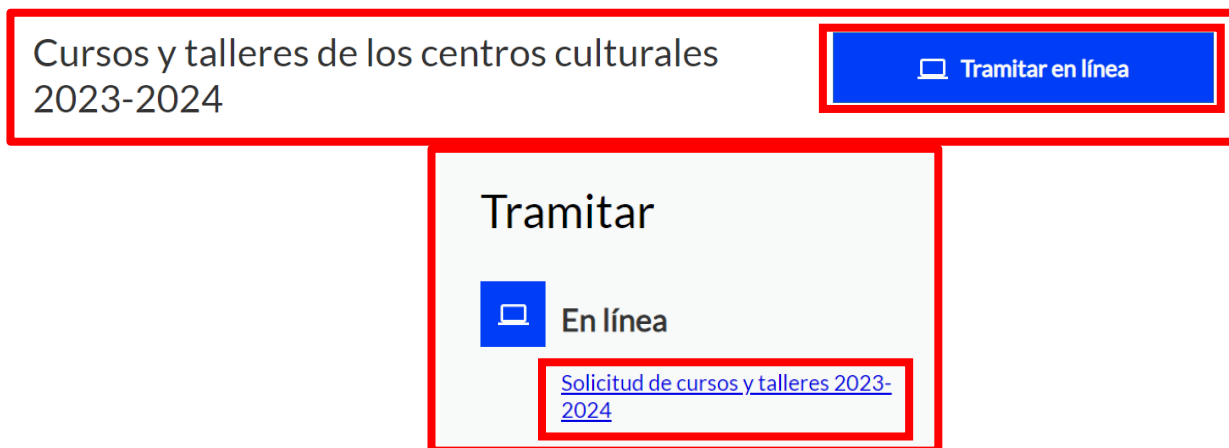 Cursos y talleres de los centros culturales
2023-2024
Tramitar en línea
Tramitar
En línea
Solicitud de cursos y talleres 2023-
2024